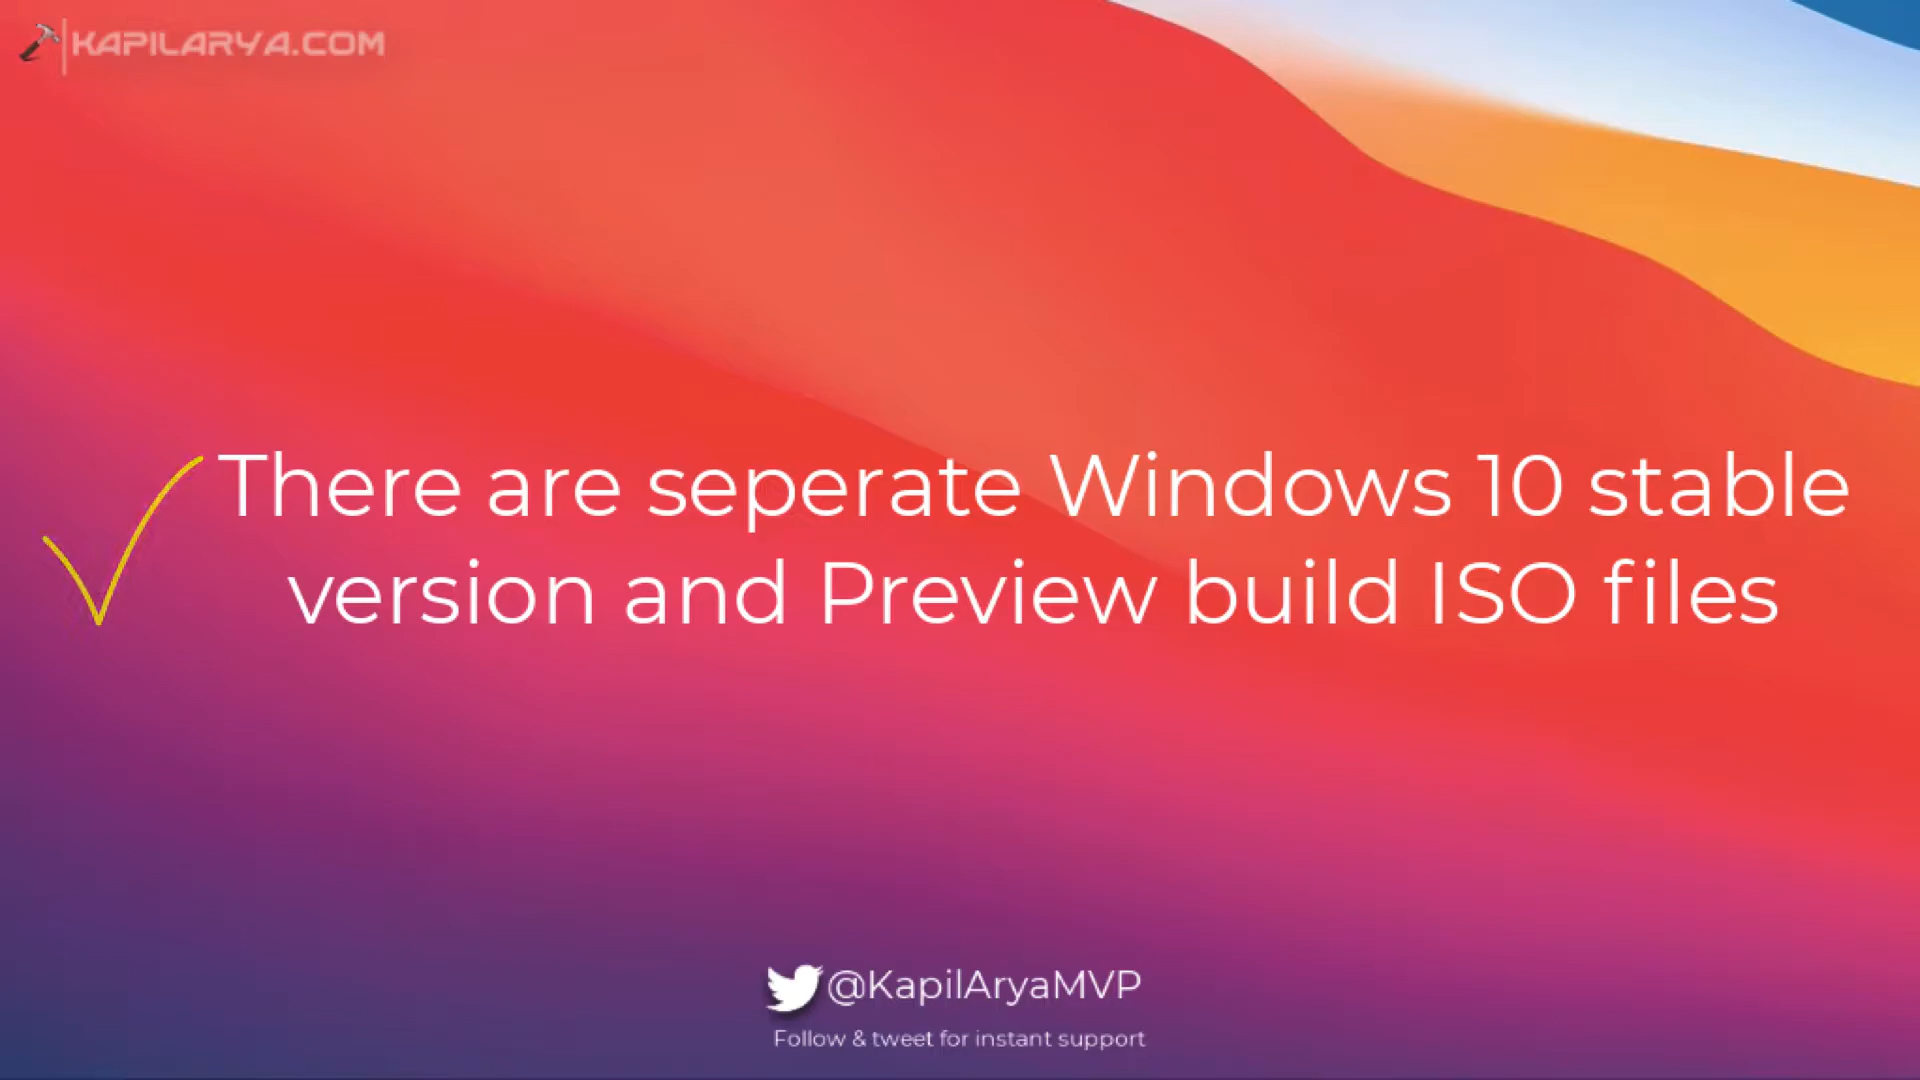 KAPILARYA.COM
There are seperate Windows 10 stable
version and Preview build ISO files
@KapilAryaMVP
Follow & tweet for instant support